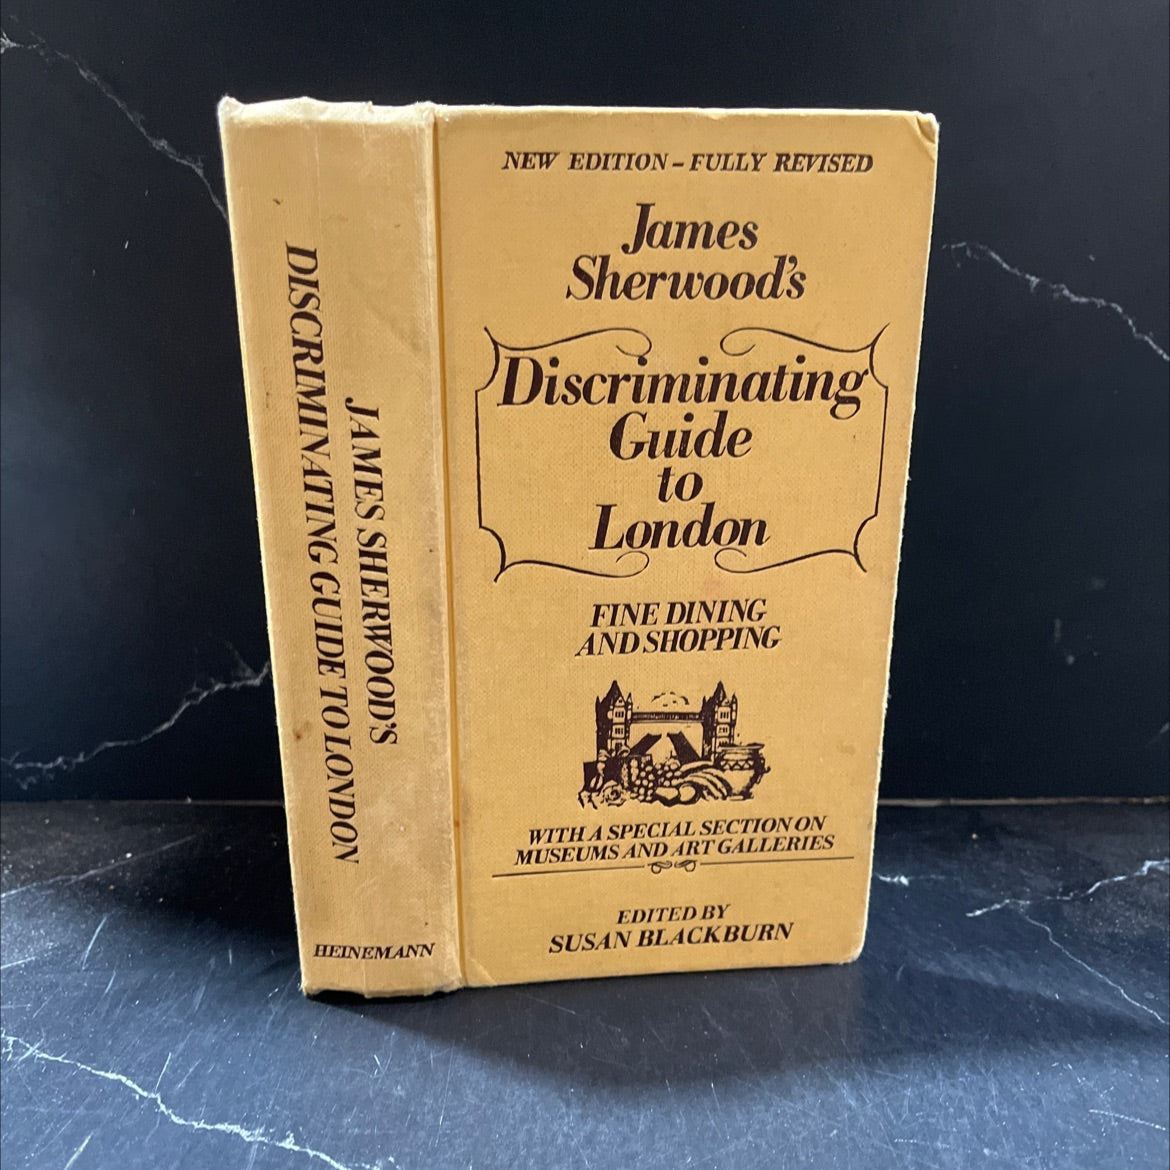 DISCRIMINATING GUIDE TO LONDON
JAMES SHERWOOD'S
HEINEMANN
NEW EDITION – FULLY REVISED
James
Sherwood's
Discriminating
Guide
to
London
FINE DINING
AND SHOPPING
WITH A SPECIAL SECTION ON
MUSEUMS AND ART GALLERIES
EDITED BY
SUSAN BLACKBURN